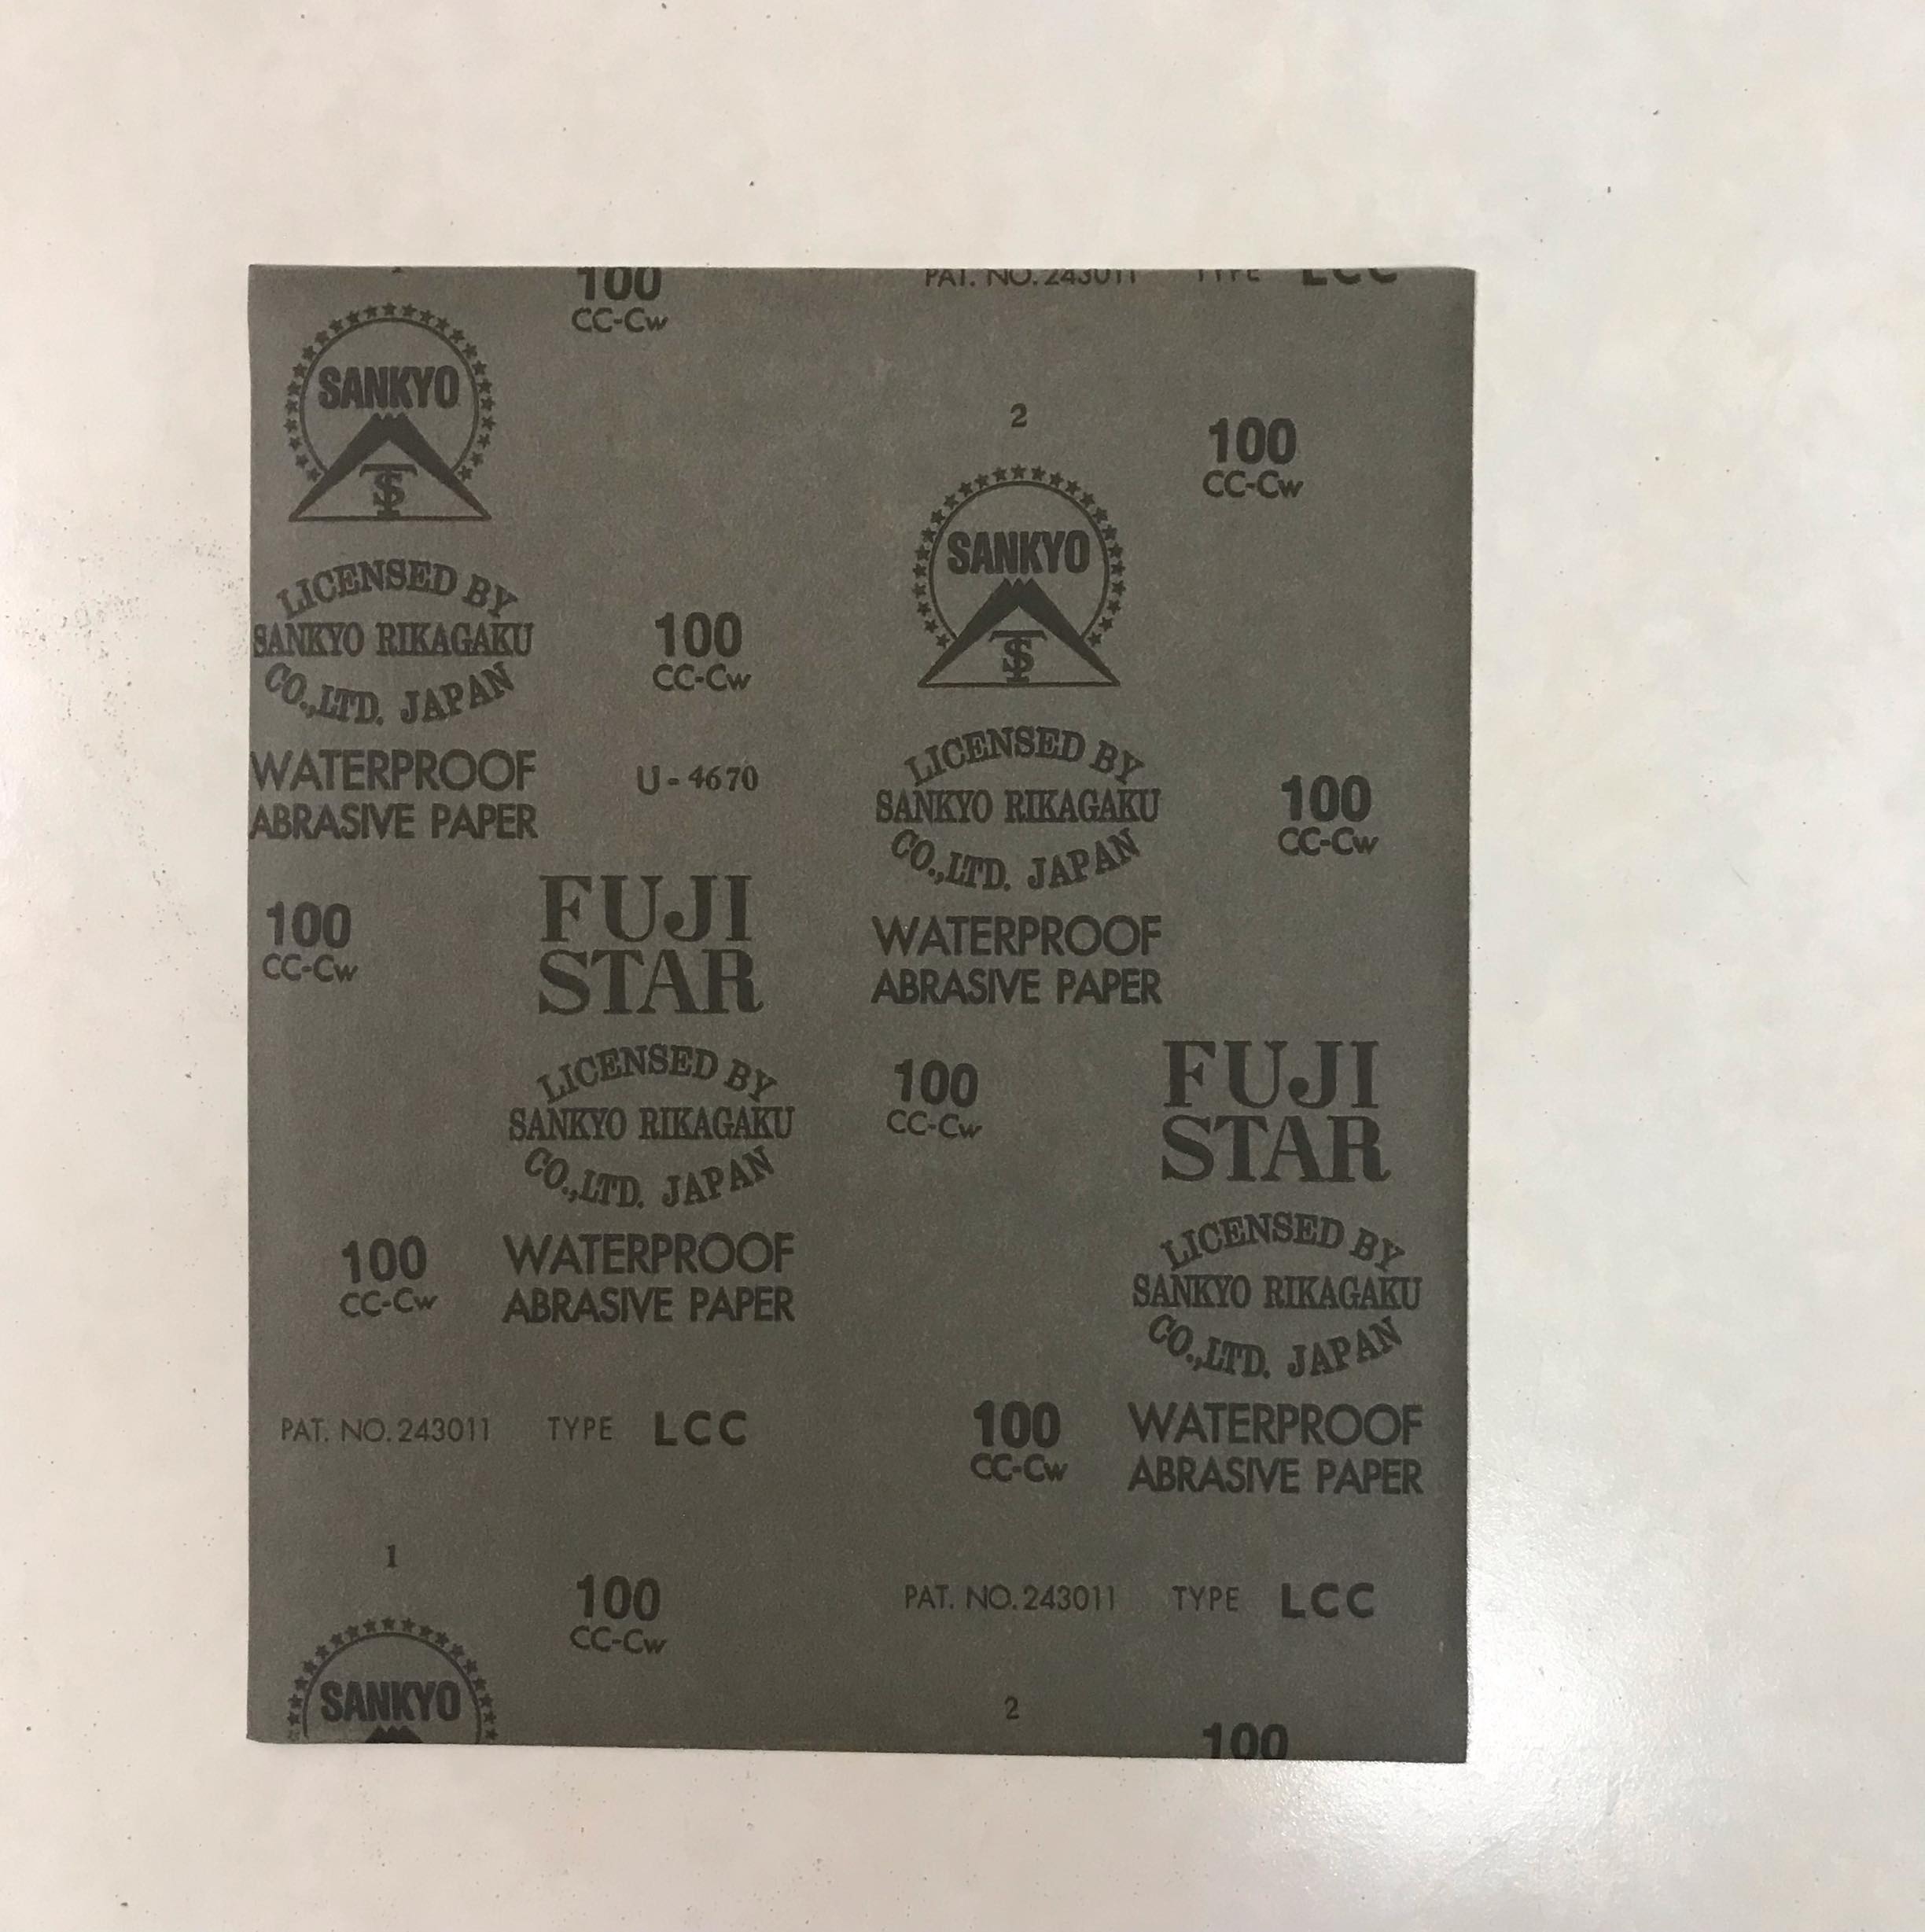 100
CC-Cw
PAT. NO. 243011 TYPE LCC
SANKYO
TS
LICENSED BY
SANKYO RIKAGAKU
CO.,LTD. JAPAN
WATERPROOF
ABRASIVE PAPER
100
CC-Cw
U-4670
2
100
CC-Cw
SANKYO
TS
LICENSED BY
SANKYO RIKAGAKU
CO.,LTD. JAPAN
WATERPROOF
ABRASIVE PAPER
100
CC-Cw
100
CC-Cw
FUJI
STAR
LICENSED BY
SANKYO RIKAGAKU
CO.,LTD. JAPAN
100
CC-Cw
WATERPROOF
ABRASIVE PAPER
100
CC-Cw
FUJI
STAR
LICENSED BY
SANKYO RIKAGAKU
CO.,LTD. JAPAN
100
CC-Cw
WATERPROOF
ABRASIVE PAPER
PAT. NO. 243011 TYPE LCC
1
100
CC-Cw
PAT. NO. 243011 TYPE LCC
SANKYO
2
100